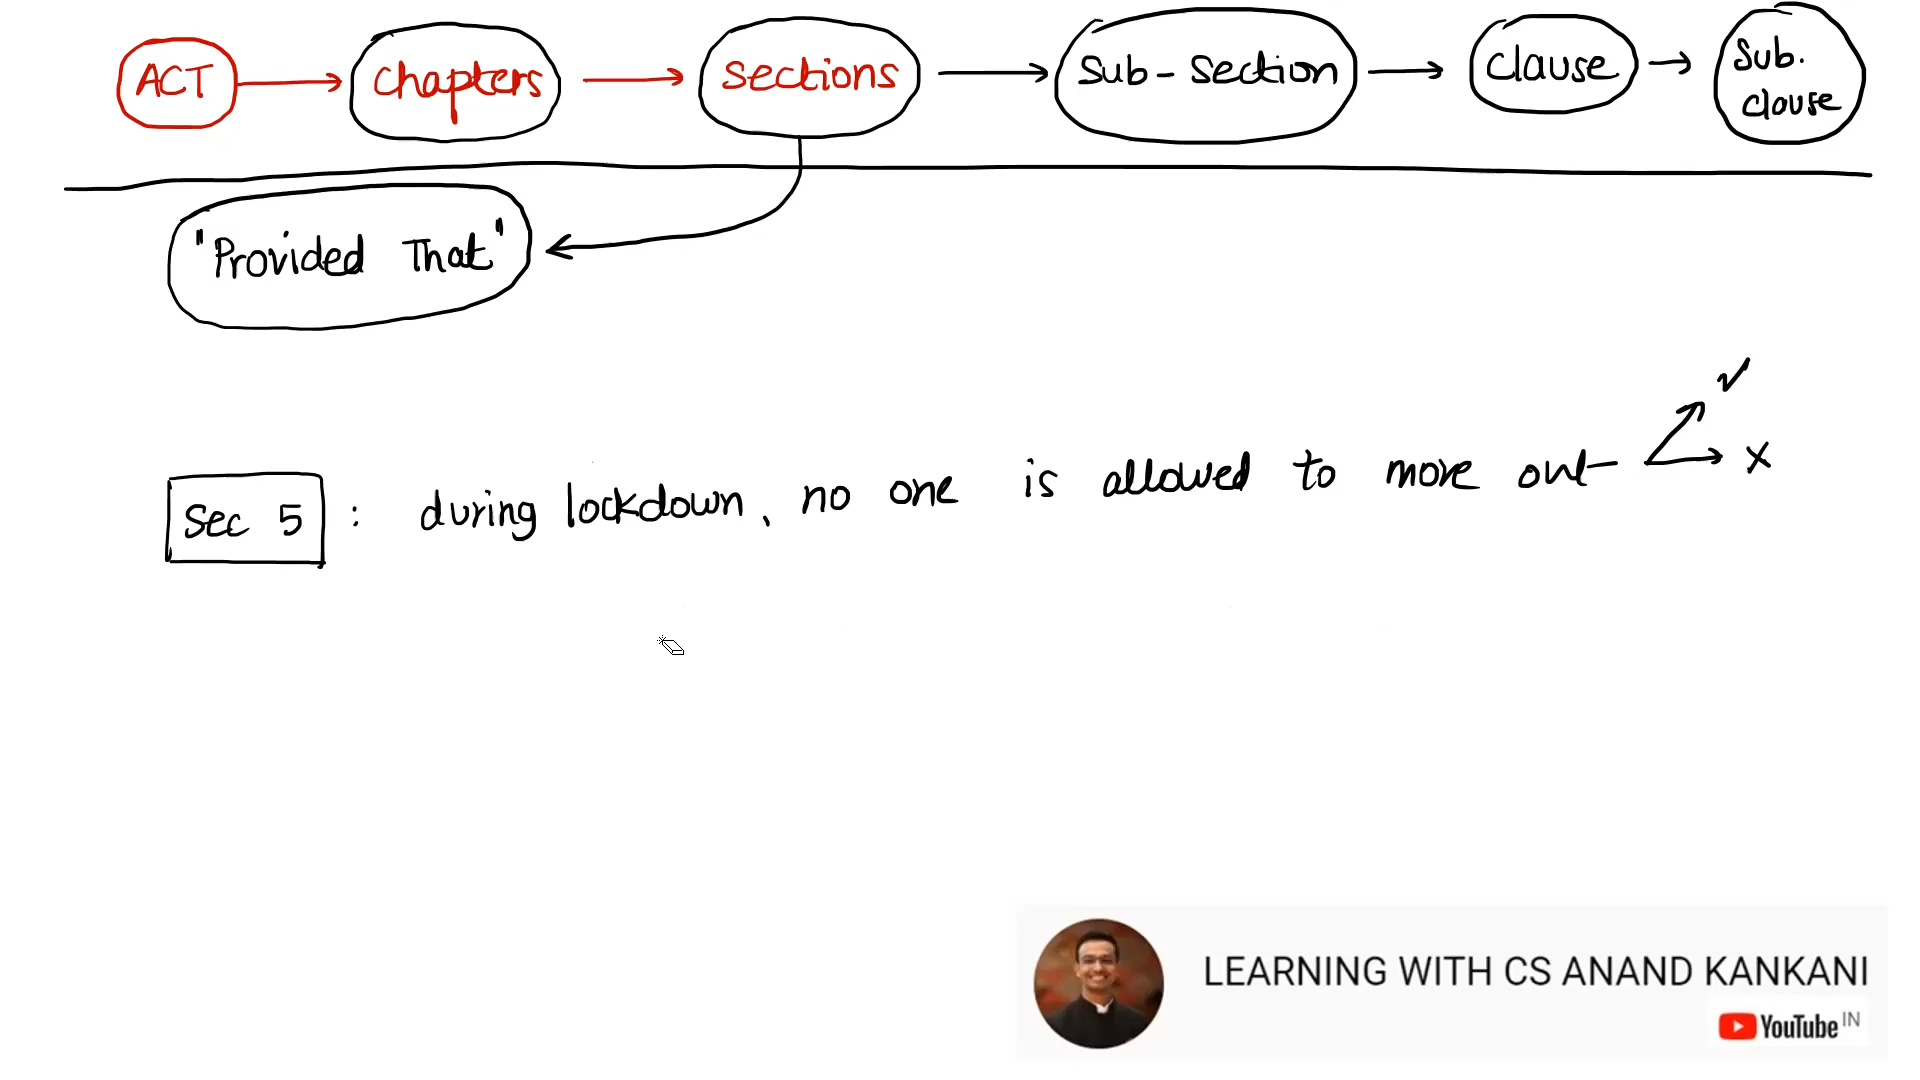 ACT → chapters → sections → Sub-Section → Clause → Sub.
clause
"Provided That"
Sec 5 : during lockdown, no one is allowed to move out
LEARNING WITH CS ANAND KANKANI
YouTube IN